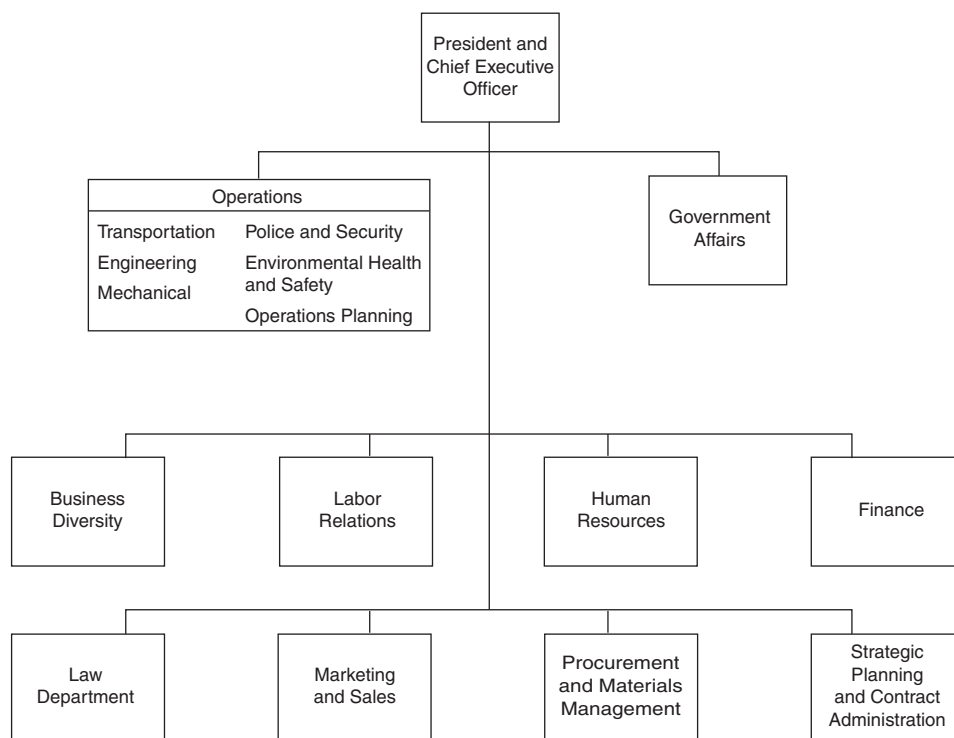 President and
Chief Executive
Officer
Operations
Transportation
Engineering
Mechanical
Police and Security
Environmental Health
and Safety
Operations Planning
Government
Affairs
Business
Diversity
Labor
Relations
Human
Resources
Finance
Law
Department
Marketing
and Sales
Procurement
and Materials
Management
Strategic
Planning
and Contract
Administration